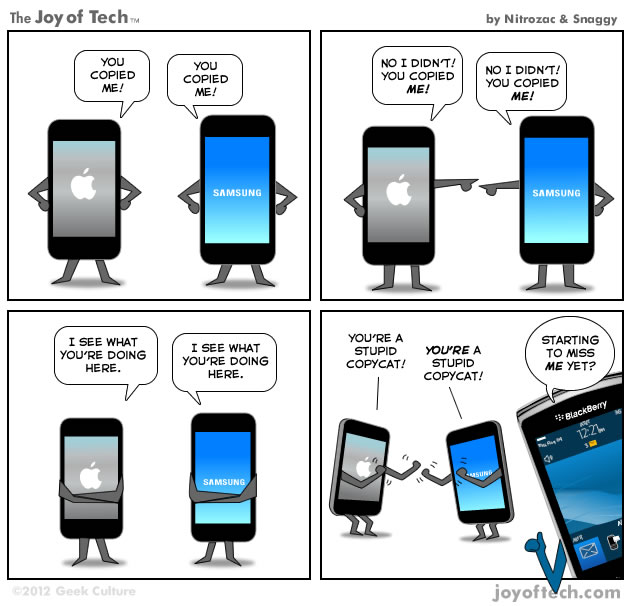 The Joy of Tech™
by Nitrozac & Snaggy
YOU
COPIED
ME!
YOU
COPIED
ME!
SAMSUNG
NO I DIDN'T!
YOU COPIED
ME!
NO I DIDN'T!
YOU COPIED
ME!
SAMSUNG
I SEE WHAT
YOU'RE DOING
HERE.
I SEE WHAT
YOU'RE DOING
HERE.
SAMSUNG
YOU'RE A
STUPID
COPYCAT!
YOU'RE A
STUPID
COPYCAT!
STARTING
TO MISS
ME YET?
SAMSUNG
BlackBerry
12:21
©2012 Geek Culture
joyoftech.com